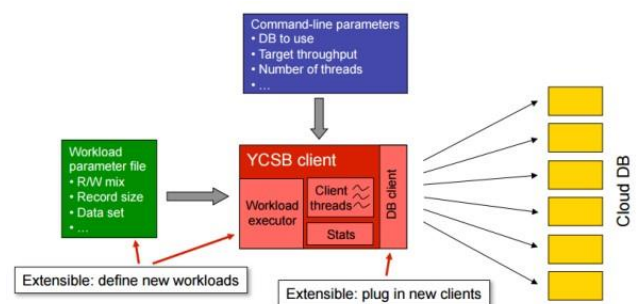 Command-line parameters
• DB to use
• Target throughput
• Number of threads
• ...
Workload
parameter file
• R/W mix
• Record size
• Data set
• ...
YCSB client
Workload
executor
Client
threads
Stats
DB client
Cloud DB
Extensible: define new workloads
Extensible: plug in new clients